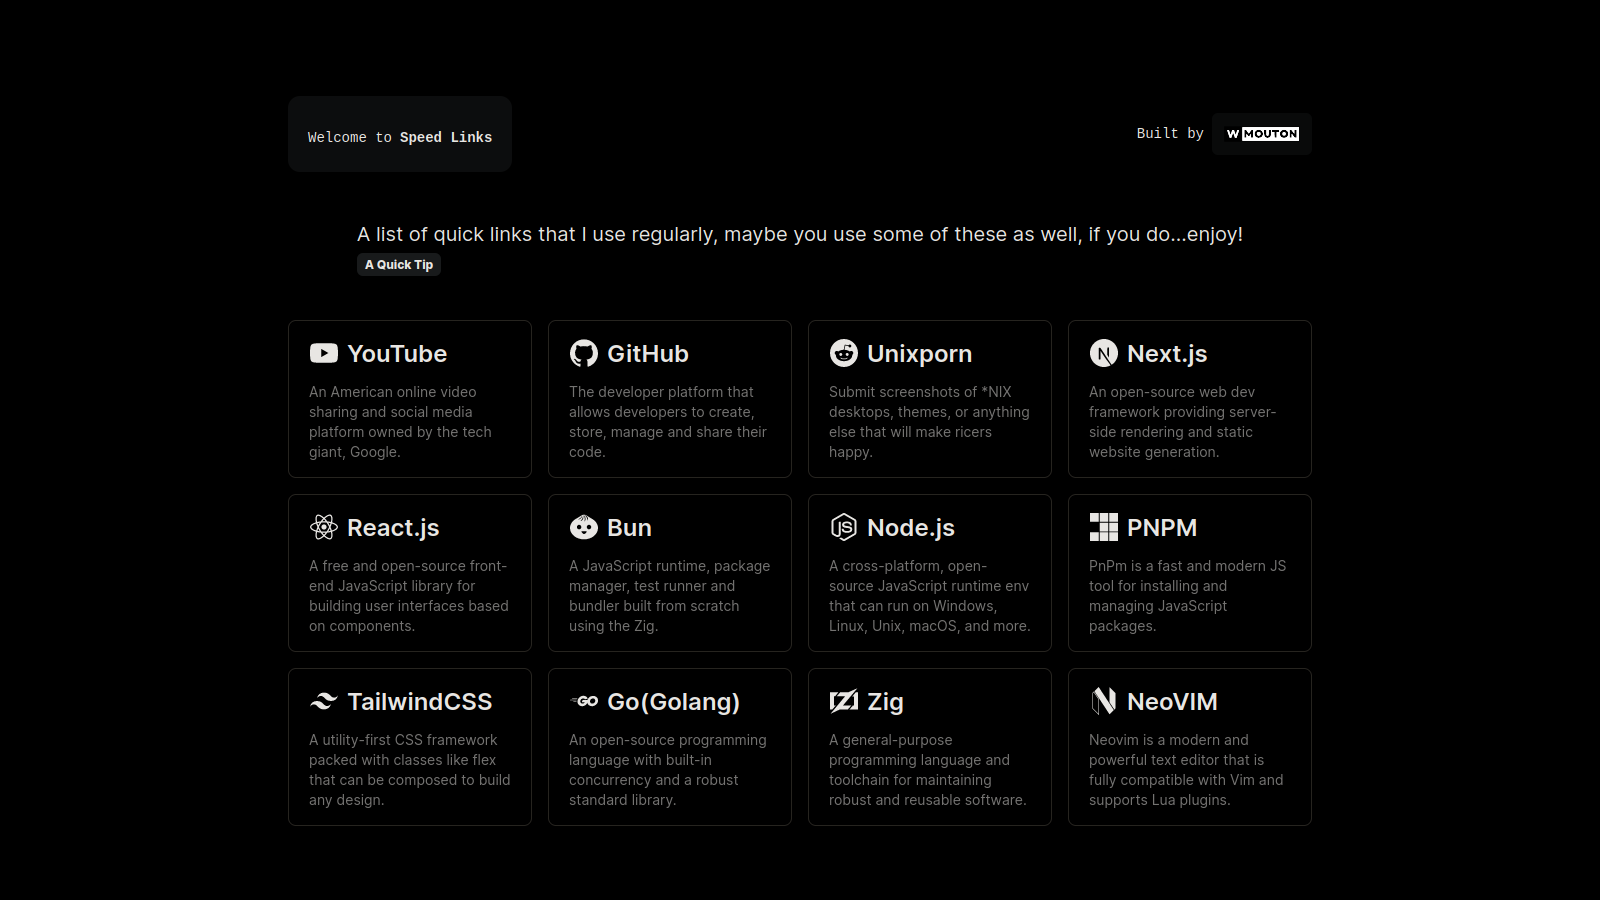 Welcome to Speed Links
Built by W MOUTON
A list of quick links that I use regularly, maybe you use some of these as well, if you do...enjoy!
A Quick Tip
YouTube
An American online video
sharing and social media
platform owned by the tech
giant, Google.
GitHub
The developer platform that
allows developers to create,
store, manage and share their
code.
Unixporn
Submit screenshots of *NIX
desktops, themes, or anything
else that will make ricers
happy.
N
Next.js
An open-source web dev
framework providing server-
side rendering and static
website generation.
React.js
A free and open-source front-
end JavaScript library for
building user interfaces based
on components.
Bun
A JavaScript runtime, package
manager, test runner and
bundler built from scratch
using the Zig.
JS
Node.js
A cross-platform, open-
source JavaScript runtime env
that can run on Windows,
Linux, Unix, macOS, and more.
PNPM
PnPm is a fast and modern JS
tool for installing and
managing JavaScript
packages.
TailwindCSS
A utility-first CSS framework
packed with classes like flex
that can be composed to build
any design.
GO
Go(Golang)
An open-source programming
language with built-in
concurrency and a robust
standard library.
Zig
A general-purpose
programming language and
toolchain for maintaining
robust and reusable software.
NeoVIM
Neovim is a modern and
powerful text editor that is
fully compatible with Vim and
supports Lua plugins.